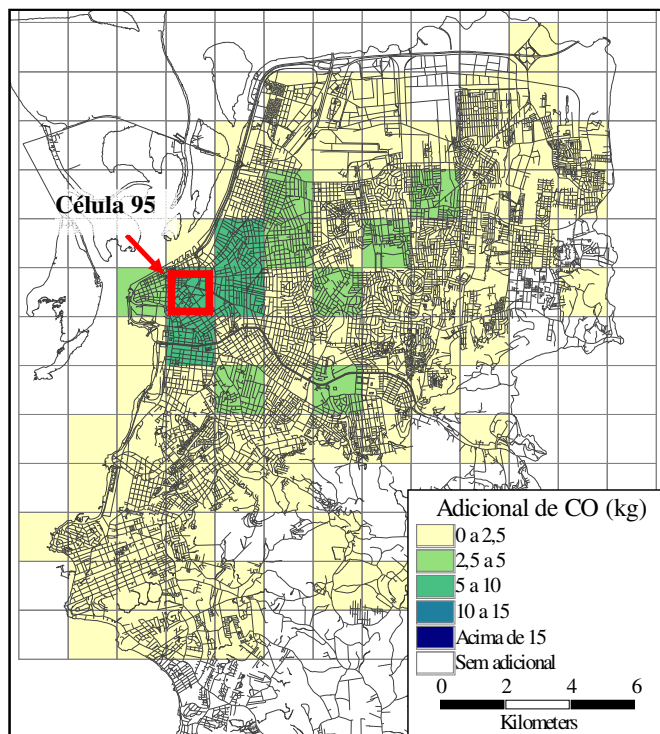 Célula 95
Adicional de CO (kg)
0 a 2,5
2,5 a 5
5 a 10
10 a 15
Acima de 15
Sem adicional
0 2 4 6
Kilometers